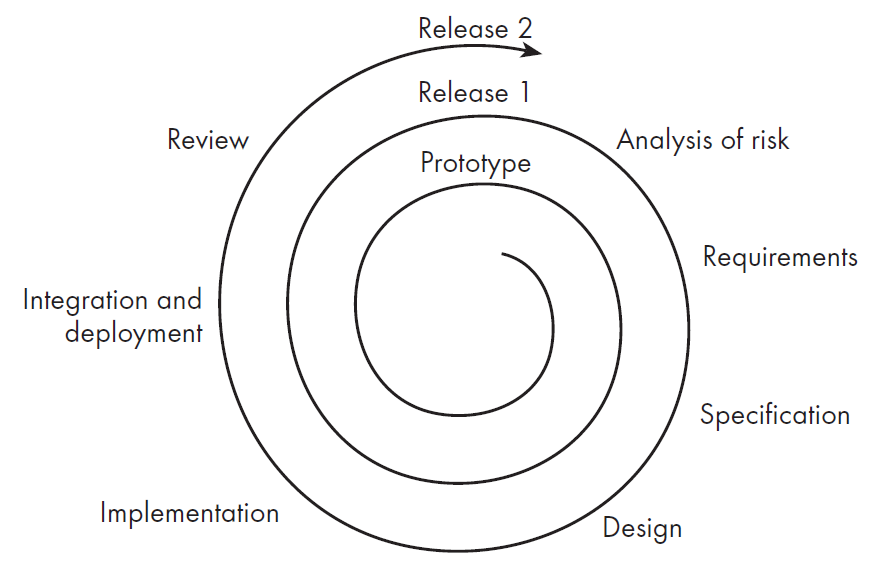 Release 2
Release 1
Review
Analysis of risk
Prototype
Requirements
Integration and
deployment
Specification
Implementation
Design